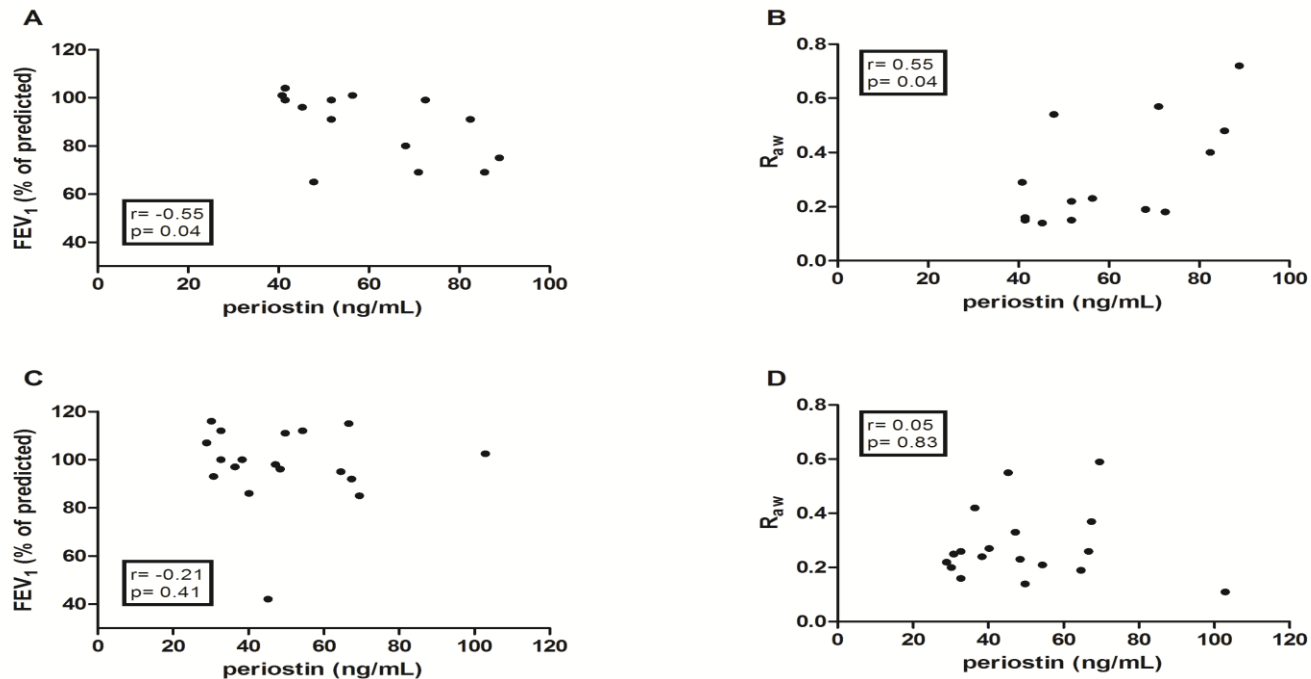 A
120
100
80
60
40
FEV1 (% of predicted)
r= -0.55
p= 0.04
0 20 40 60 80 100
periostin (ng/mL)
B
0.8
0.6
0.4
0.2
0.0
Raw
r= 0.55
p= 0.04
0 20 40 60 80 100
periostin (ng/mL)
C
120
100
80
60
40
FEV1 (% of predicted)
r= -0.21
p= 0.41
0 20 40 60 80 100 120
periostin (ng/mL)
D
0.8
0.6
0.4
0.2
0.0
Raw
r= 0.05
p= 0.83
0 20 40 60 80 100 120
periostin (ng/mL)